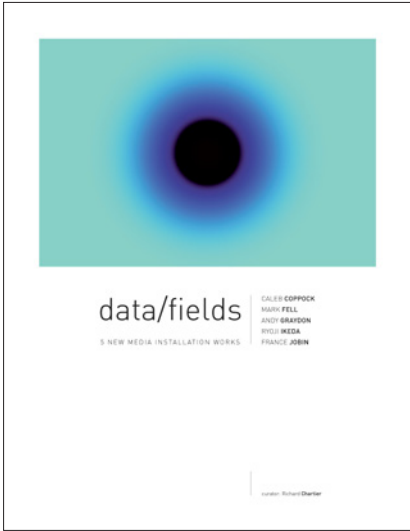 data/fields
5 NEW MEDIA INSTALLATION WORKS
CALEB COPPOCK
MARK FELL
ANDY GRAYDON
RYOJI IKEDA
FRANCE JOBIN
curator: Richard Chartier